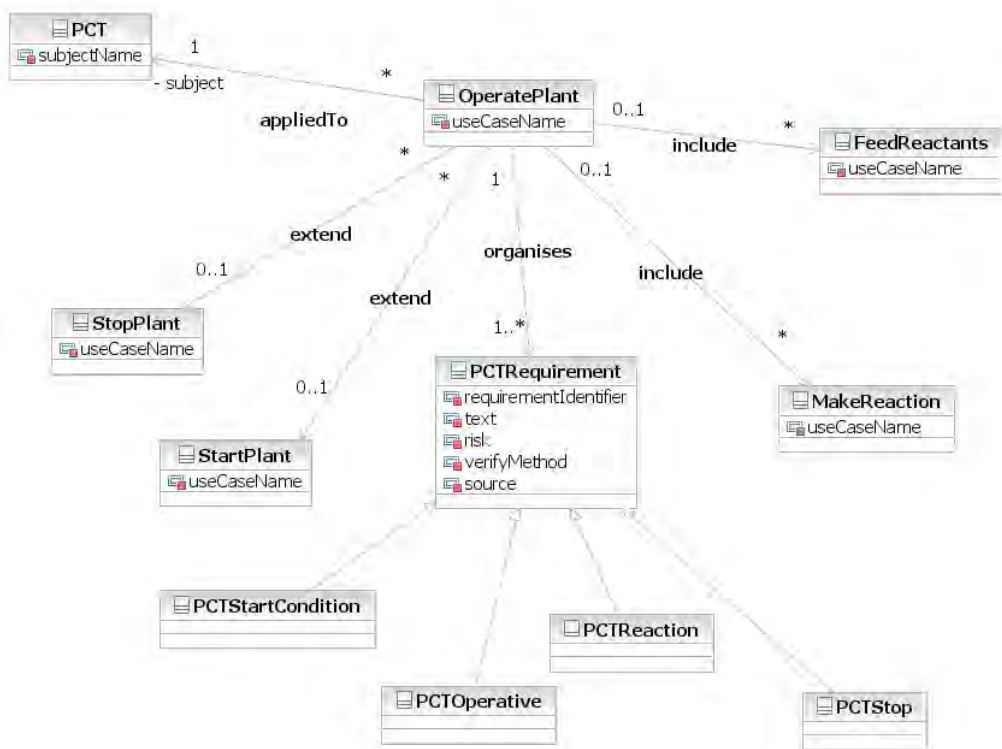 PCT
subjectName
1
- subject
*
appliedTo
OperatePlant
useCaseName
0..1
*
include
FeedReactants
useCaseName
*
*
1
0..1
extend
organises
include
0..1
extend
StopPlant
useCaseName
1..*
*
0..1
PCTRequirement
requirementIdentifier
text
risk
verifyMethod
source
MakeReaction
useCaseName
StartPlant
useCaseName
PCTStartCondition
PCTReaction
PCTOperative
PCTStop